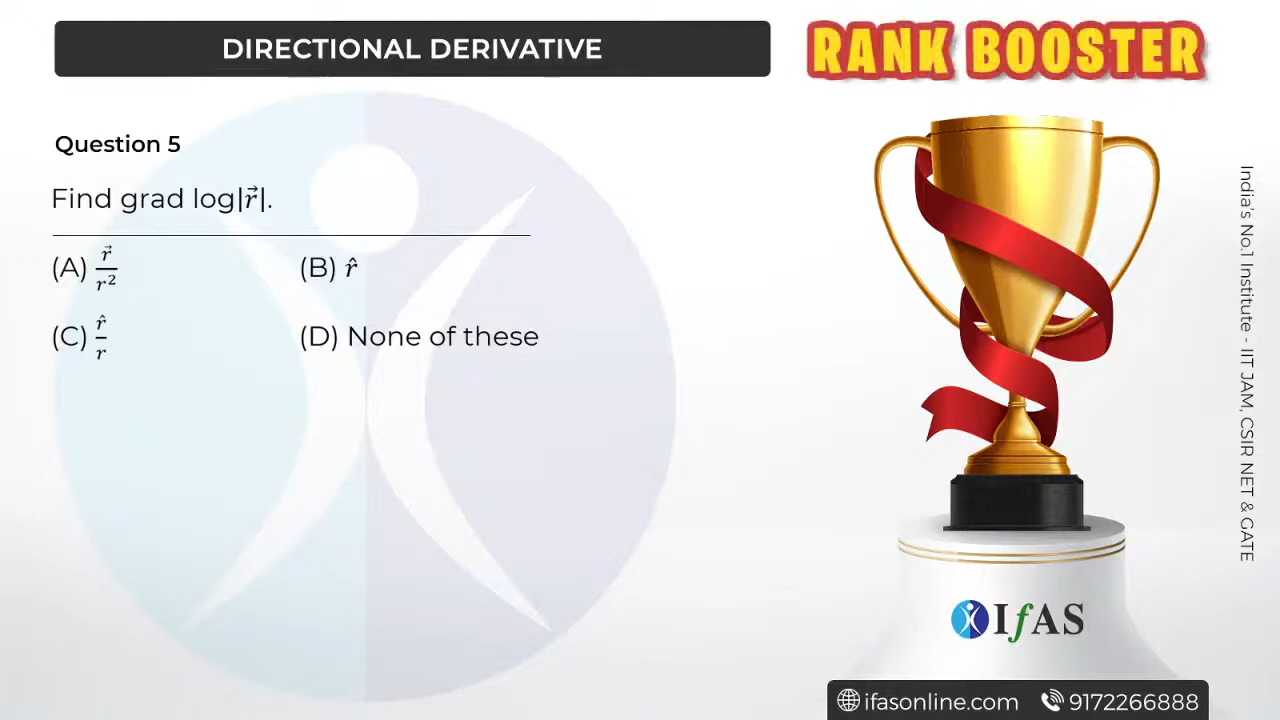 DIRECTIONAL DERIVATIVE
RANK BOOSTER
Question 5
Find grad log|r⃗|.
(A) r⃗/r² (B) r̂
(C) r̂/r (D) None of these
India's No.1 Institute - IIT JAM, CSIR NET & GATE
IfAS
ifasonline.com 9172266888